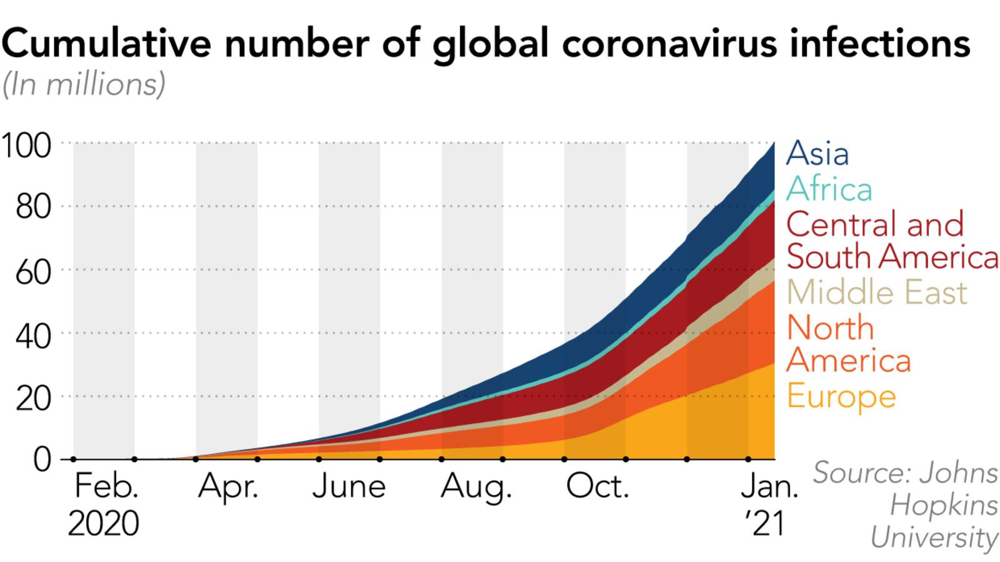 Cumulative number of global coronavirus infections
(In millions)
100
80
60
40
20
0
Asia
Africa
Central and
South America
Middle East
North
America
Europe
Feb. Apr. June Aug. Oct. Jan.
2020 '21
Source: Johns
Hopkins
University